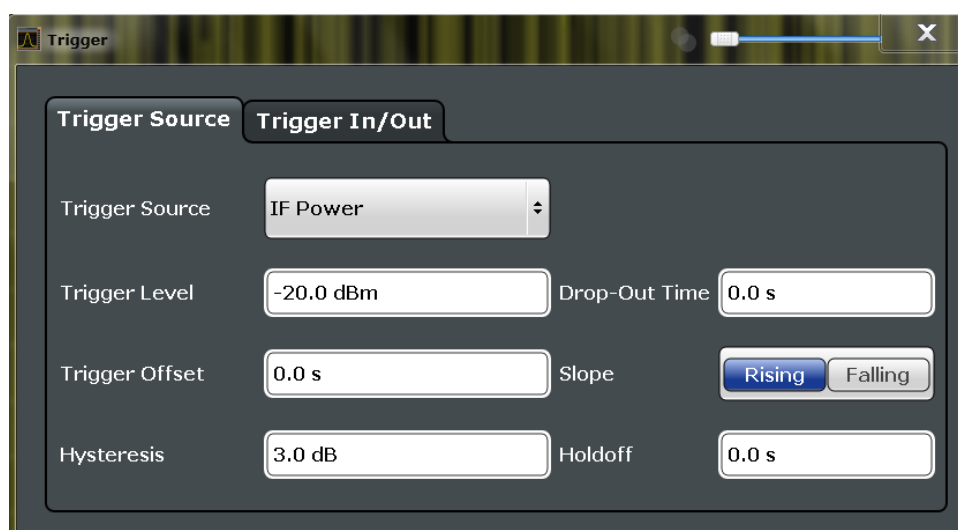 Trigger
X
Trigger Source
Trigger In/Out
Trigger Source
IF Power
Trigger Level
-20.0 dBm
Drop-Out Time
0.0 s
Trigger Offset
0.0 s
Slope
Rising
Falling
Hysteresis
3.0 dB
Holdoff
0.0 s